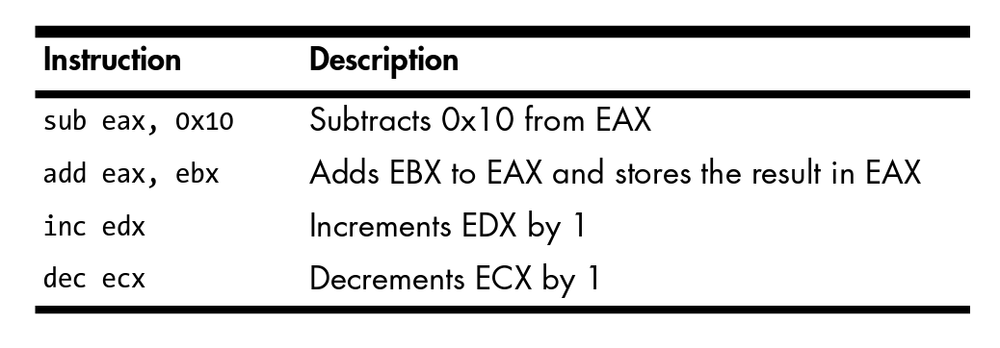 Instruction Description
sub eax, 0x10 Subtracts 0x10 from EAX
add eax, ebx Adds EBX to EAX and stores the result in EAX
inc edx Increments EDX by 1
dec ecx Decrements ECX by 1